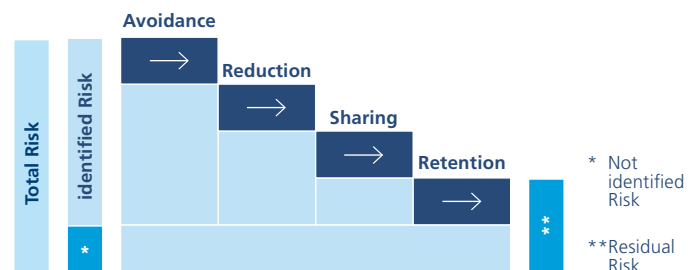 Avoidance
Reduction
Sharing
Retention
Total Risk
identified Risk
*
**
* Not
identified
Risk
**Residual
Risk